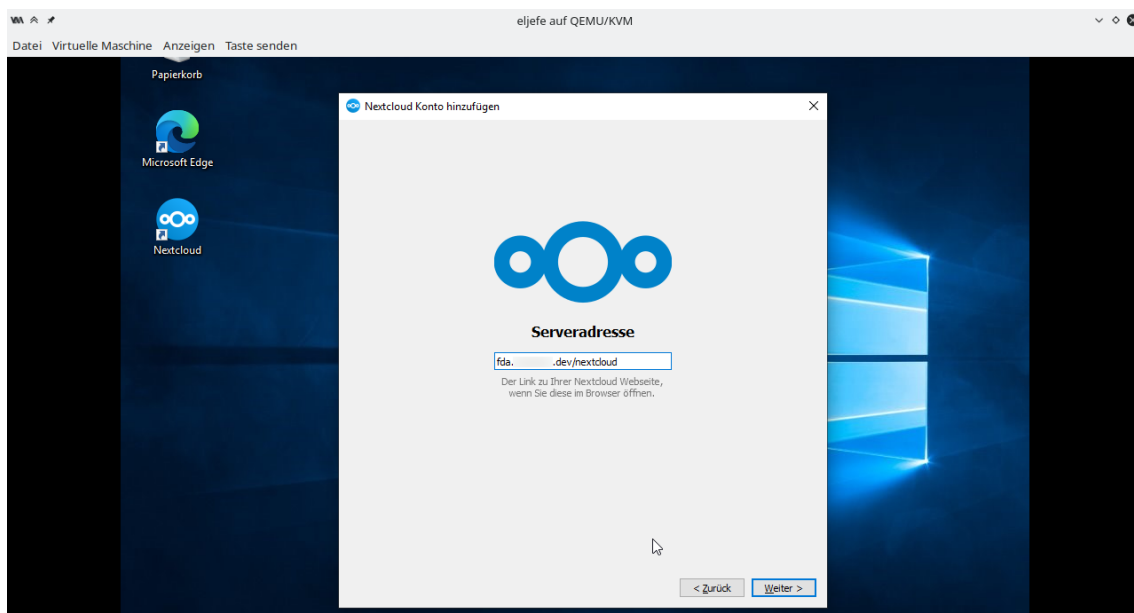 eljefe auf QEMU/KVM
Datei Virtuelle Maschine Anzeigen Taste senden
Papierkorb
Microsoft Edge
Nextcloud
Nextcloud Konto hinzufügen
Serveradresse
fda. .dev/nextcloud
Der Link zu Ihrer Nextcloud Webseite,
wenn Sie diese im Browser öffnen.
< Zurück Weiter >